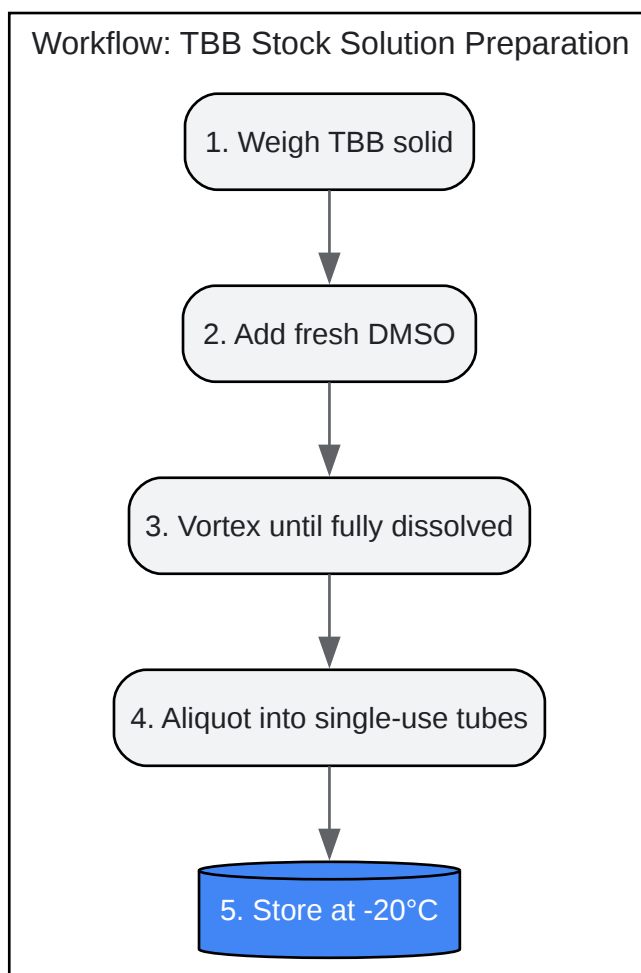 Workflow: TBB Stock Solution Preparation
1. Weigh TBB solid
2. Add fresh DMSO
3. Vortex until fully dissolved
4. Aliquot into single-use tubes
5. Store at -20°C